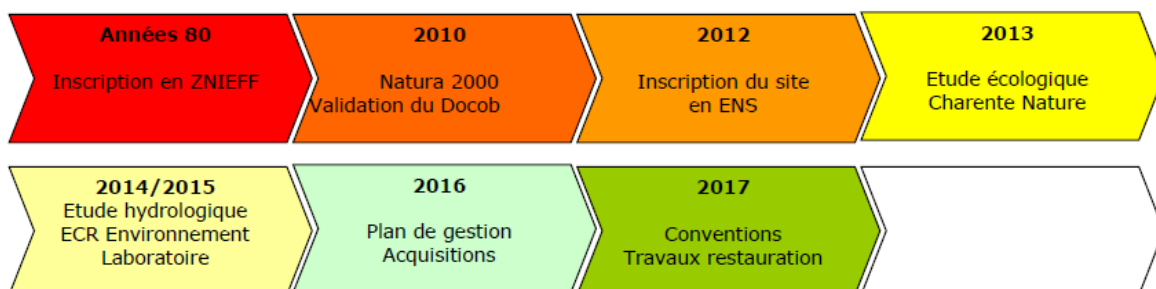 Années 80
Inscription en ZNIEFF
2010
Natura 2000
Validation du Docob
2012
Inscription du site
en ENS
2013
Etude écologique
Charente Nature
2014/2015
Etude hydrologique
ECR Environnement
Laboratoire
2016
Plan de gestion
Acquisitions
2017
Conventions
Travaux restauration